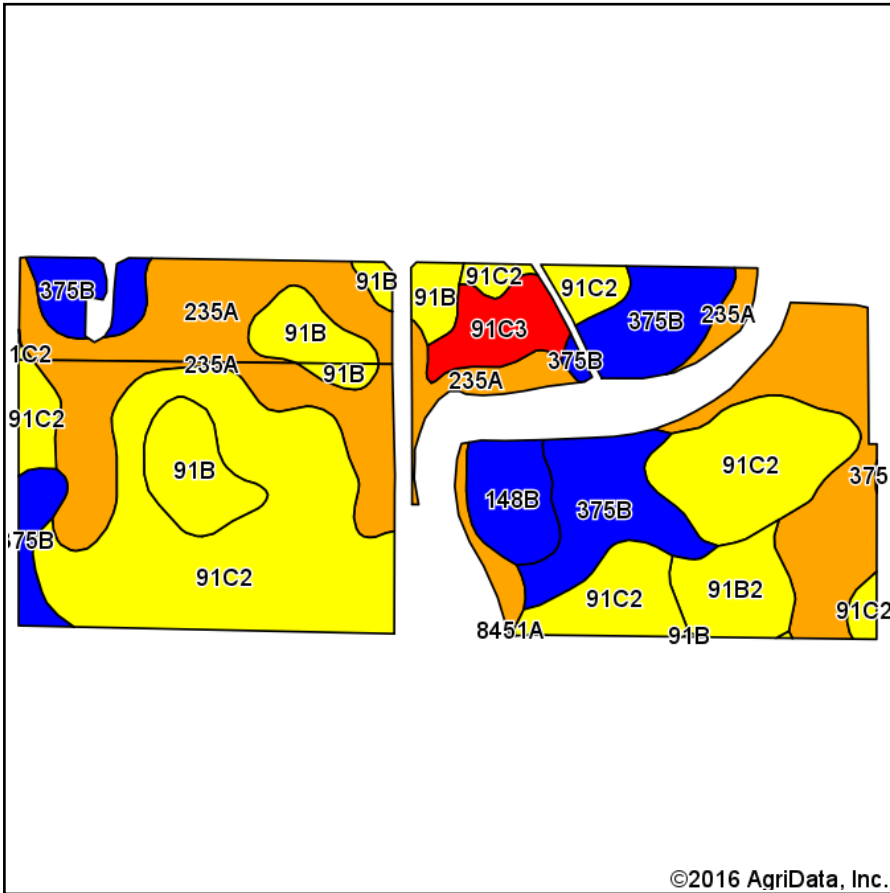 91B
91C2
91C2
375B
91B
235A
375B
235A
91C3
91B
1C2
235A
375B
91B
235A
91C2
91B
91C2
375
148B
375B
375B
91C2
91C2
91B2
91C2
8451A
91B
©2016 AgriData, Inc.